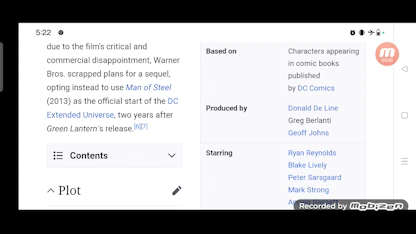 5:22
due to the film's critical and
commercial disappointment, Warner
Bros. scrapped plans for a sequel,
opting instead to use Man of Steel
(2013) as the official start of the DC
Extended Universe, two years after
Green Lantern's release.[6][7]
Contents
Plot
Based on
Characters appearing
in comic books
published
by DC Comics
Produced by
Donald De Line
Greg Berlanti
Geoff Johns
Starring
Ryan Reynolds
Blake Lively
Peter Sarsgaard
Mark Strong
Recorded by mobizen